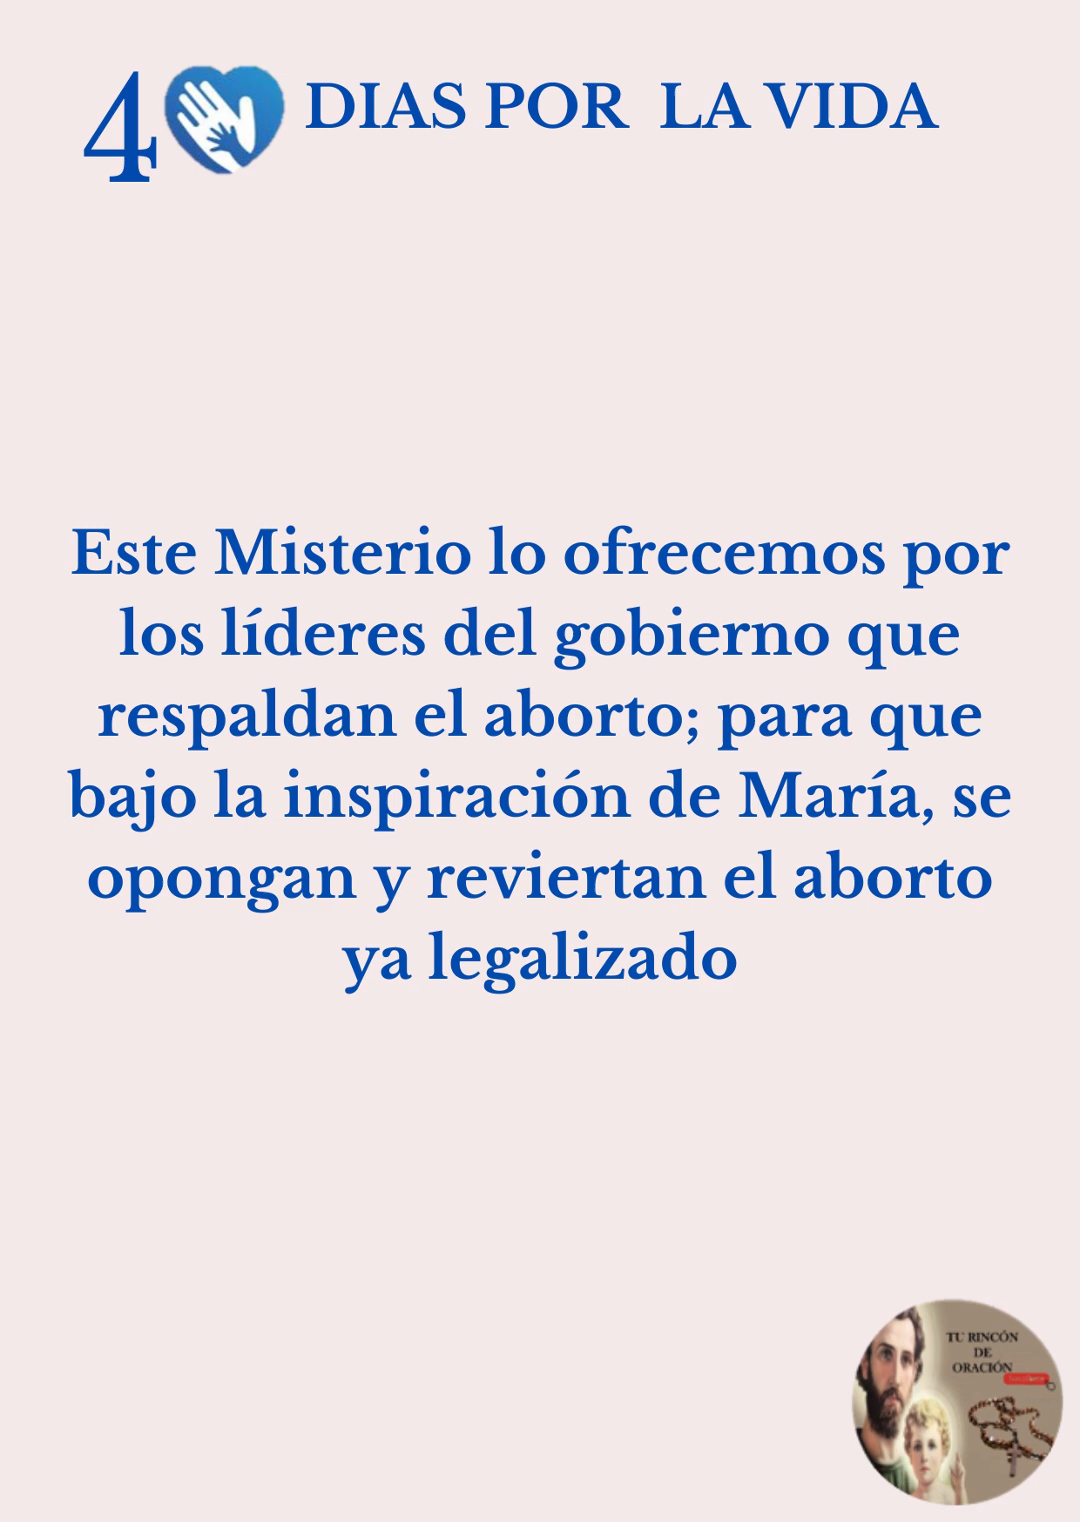 4 DIAS POR LA VIDA
Este Misterio lo ofrecemos por
los líderes del gobierno que
respaldan el aborto; para que
bajo la inspiración de María, se
opongan y reviertan el aborto
ya legalizado
TU RINCÓN
DE
ORACIÓN